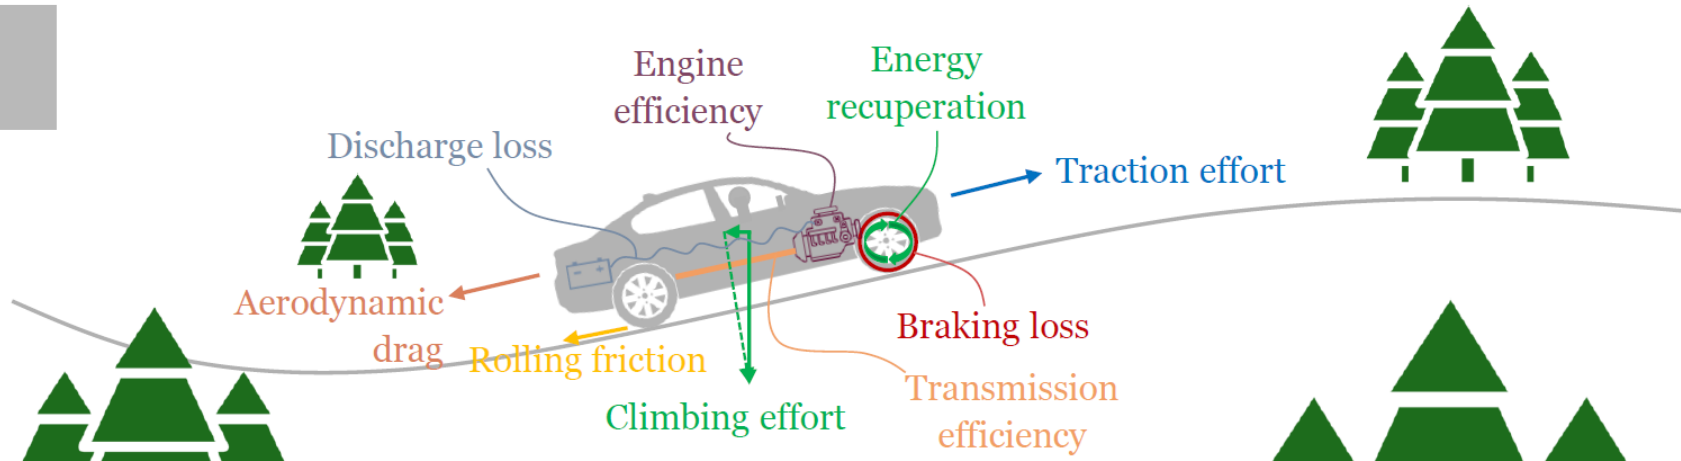 Engine
efficiency
Energy
recuperation
Discharge loss
Traction effort
Aerodynamic
drag
Rolling friction
Braking loss
Climbing effort
Transmission
efficiency